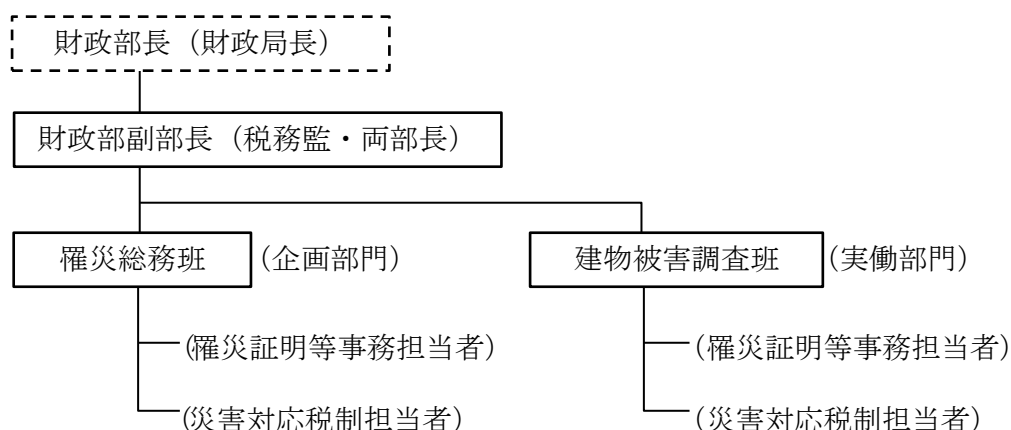 財政部長（財政局長）
財政部副部長（税務監・両部長）
罹災総務班 (企画部門) 建物被害調査班 (実働部門)
(罹災証明等事務担当者) (罹災証明等事務担当者)
(災害対応税制担当者) (災害対応税制担当者)